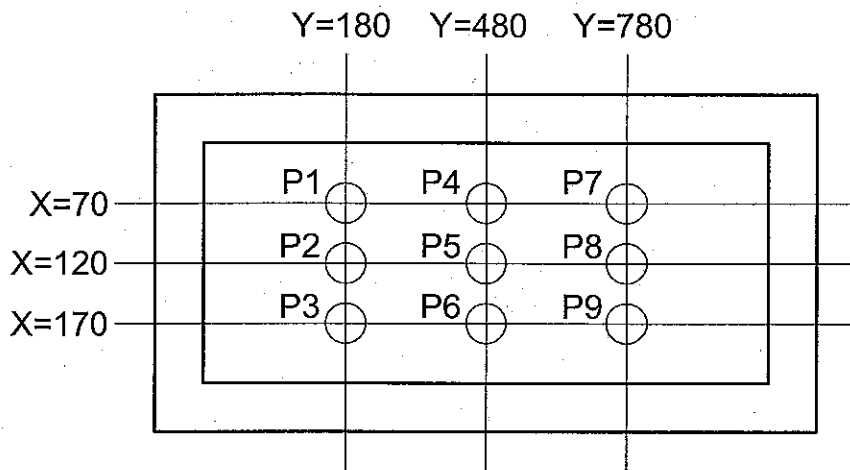 Y=180 Y=480 Y=780
P1 P4 P7
X=70
P2 P5 P8
X=120
P3 P6 P9
X=170